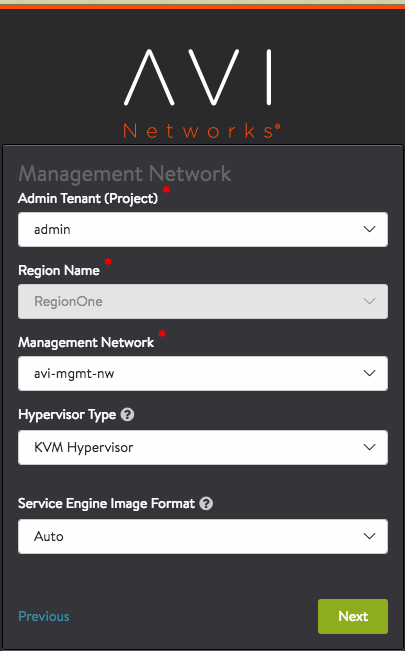 AVI
Networks®
Management Network
Admin Tenant (Project) *
admin
Region Name *
RegionOne
Management Network *
avi-mgmt-nw
Hypervisor Type ?
KVM Hypervisor
Service Engine Image Format ?
Auto
Previous
Next